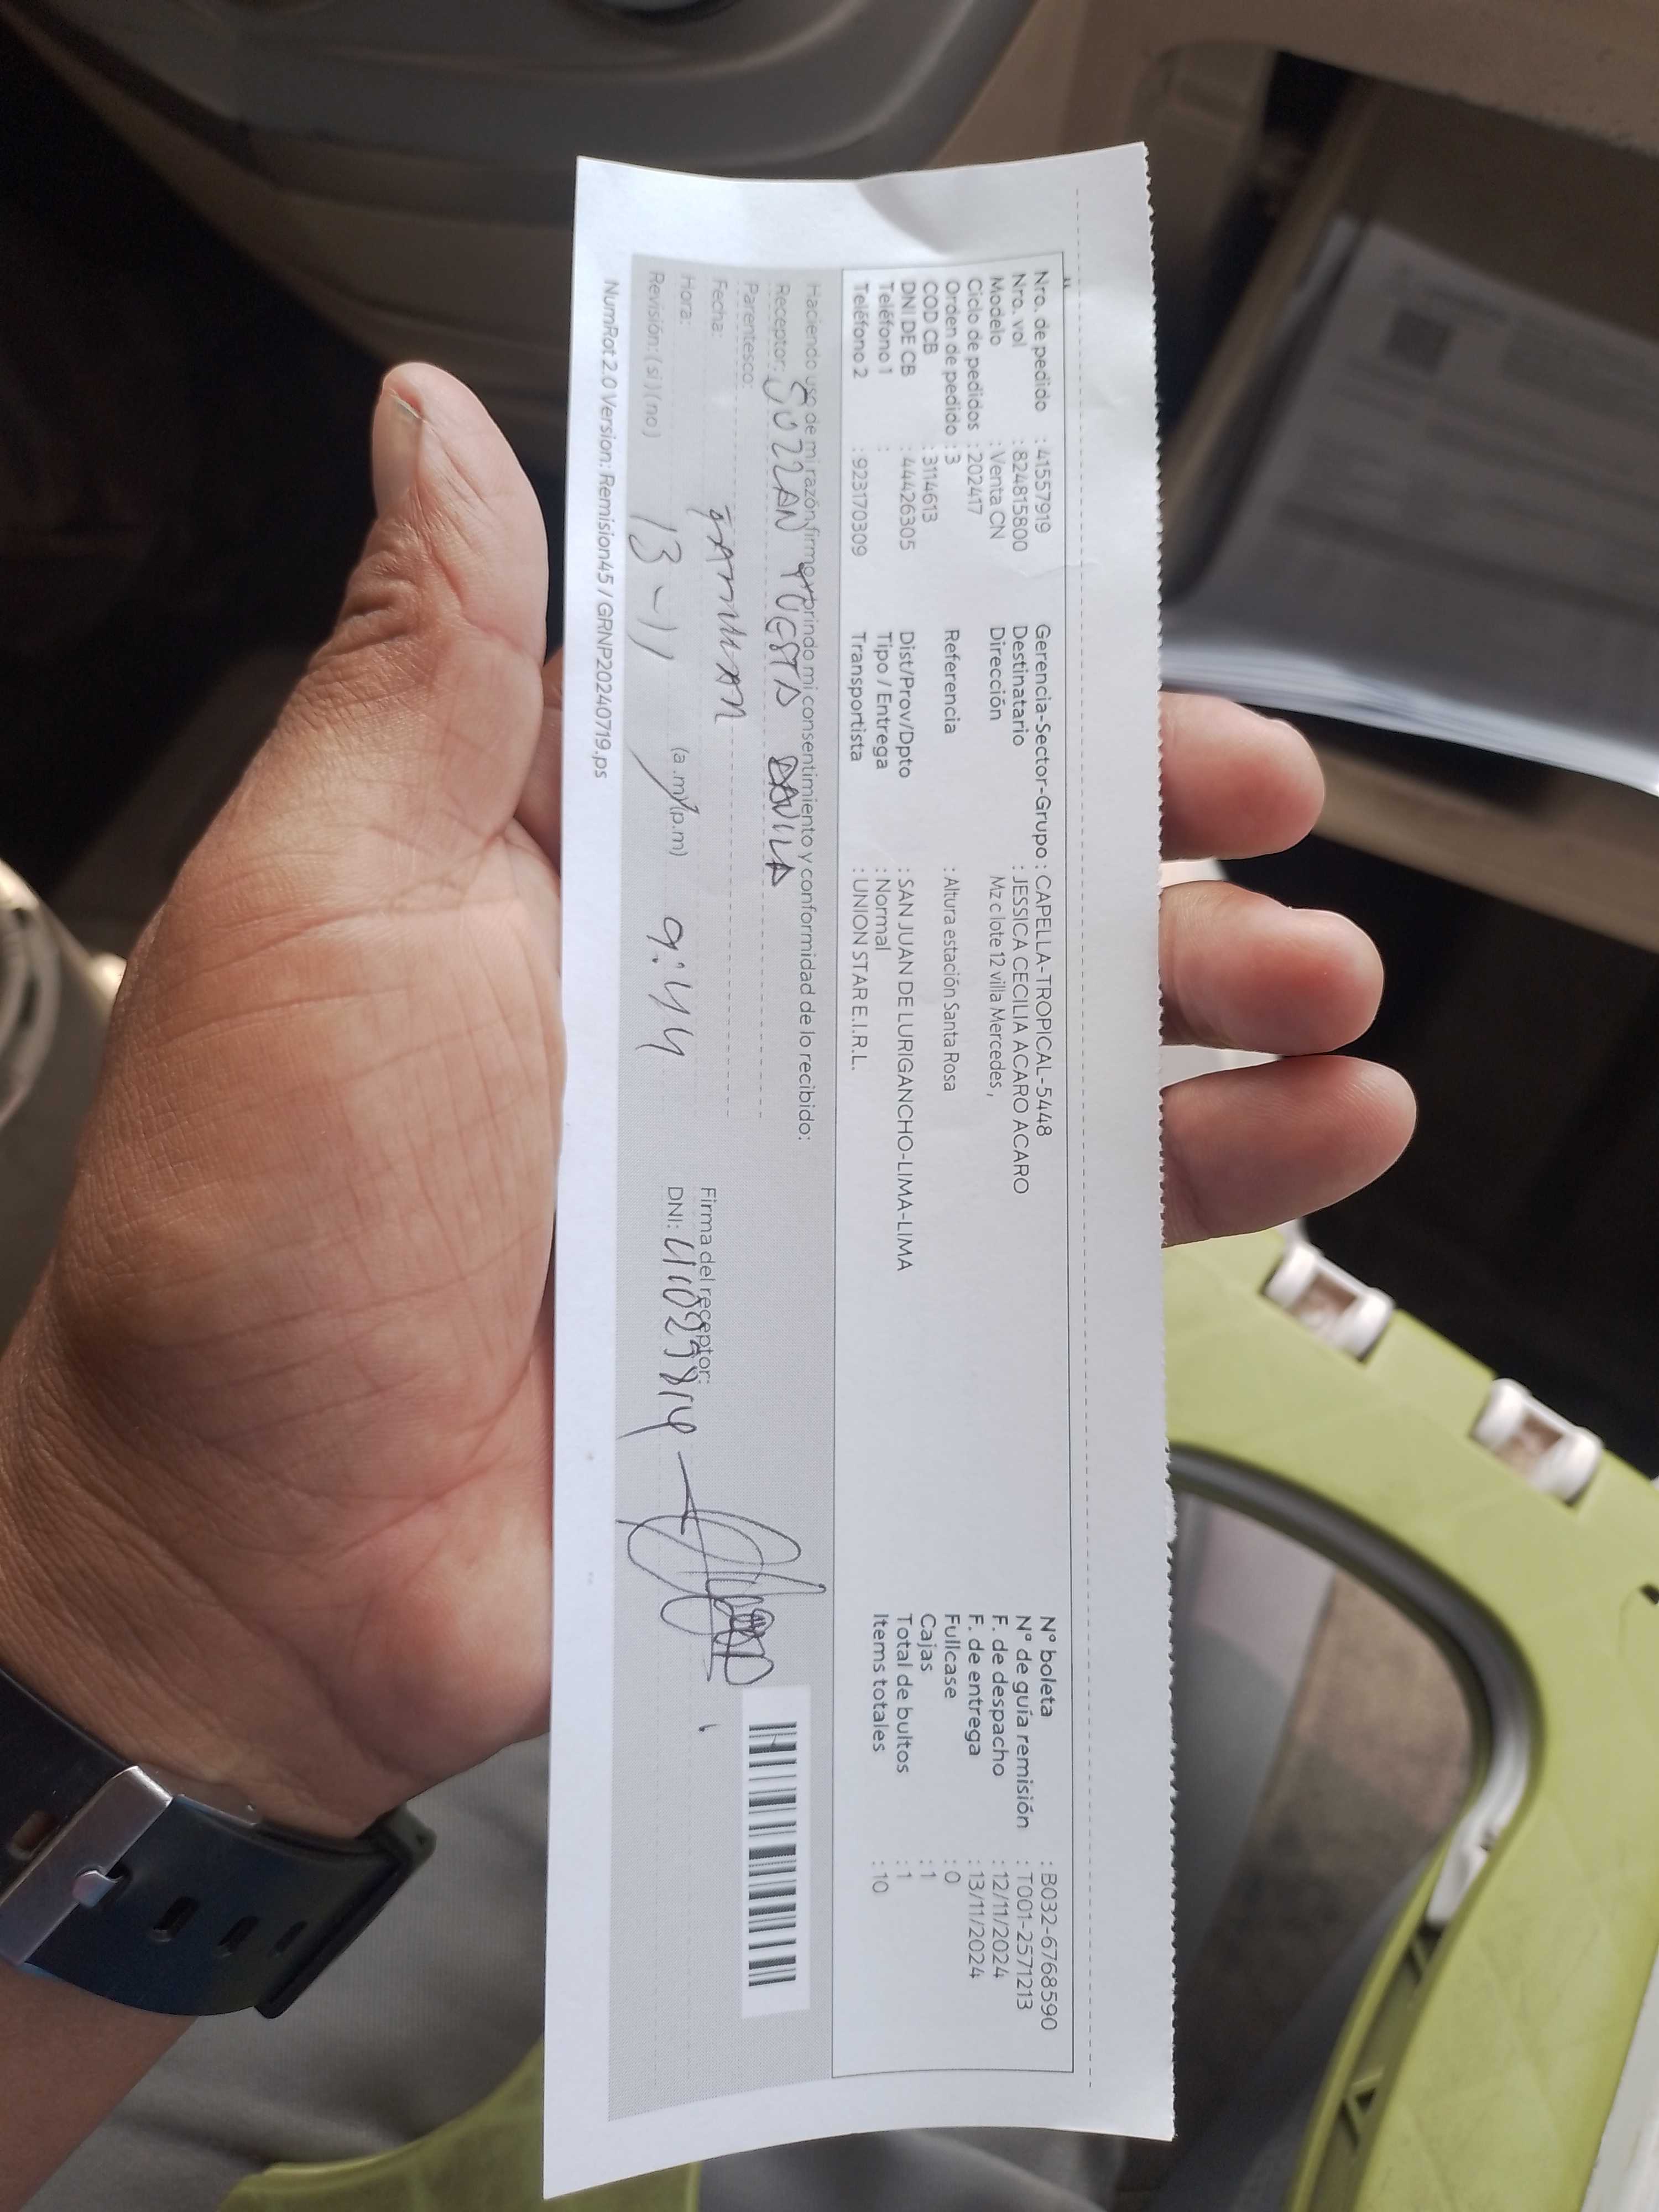 Nro. de pedido : 41557919 Gerencia-Sector-Grupo : CAPELLA-TROPICAL-5448 N° boleta : B032-6768590
Nro. vol : 824815800 Destinatario : JESSICA CECILIA ACARO ACARO N° de guía remisión : T001-2571213
Modelo : Venta CN Dirección Mz c lote 12 villa Mercedes , F. de despacho : 12/11/2024
Ciclo de pedidos : 202417 F. de entrega : 13/11/2024
Orden de pedido : 3 Referencia : Altura estación Santa Rosa Fullcase : 0
COD CB : 3114613 Cajas : 1
DNI DE CB : 44426305 Dist/Prov/Dpto : SAN JUAN DE LURIGANCHO-LIMA-LIMA Total de bultos : 1
Teléfono 1 : Tipo / Entrega : Normal Items totales : 10
Teléfono 2 : 923170309 Transportista : UNION STAR E.I.R.L.
Haciendo uso de mi razón, firmo brindo mi consentimiento y conformidad de lo recibido:
Receptor: SUZZAN DAVILA
Parentesco:
Fecha: 13-11 Firma del receptor:
Hora: (a.m)/(p.m) 9:44 DNI:
Revisión: ( si ) ( no )
NumRot2.0 Version: Remision45 / GRNP20240719.ps